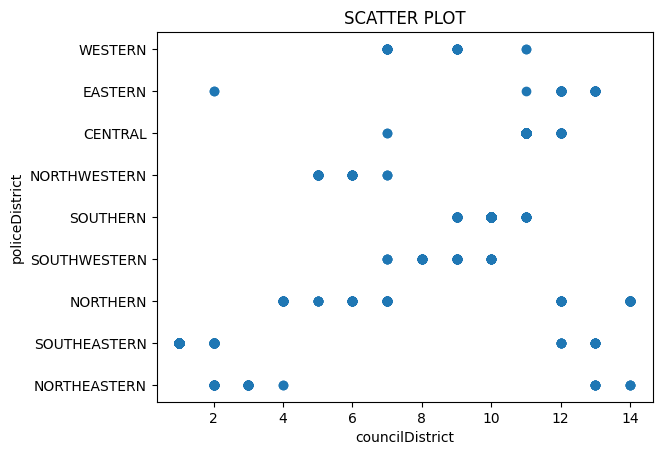 SCATTER PLOT
WESTERN
EASTERN
CENTRAL
NORTHWESTERN
SOUTHERN
SOUTHWESTERN
NORTHERN
SOUTHEASTERN
NORTHEASTERN
policeDistrict
2 4 6 8 10 12 14
councilDistrict